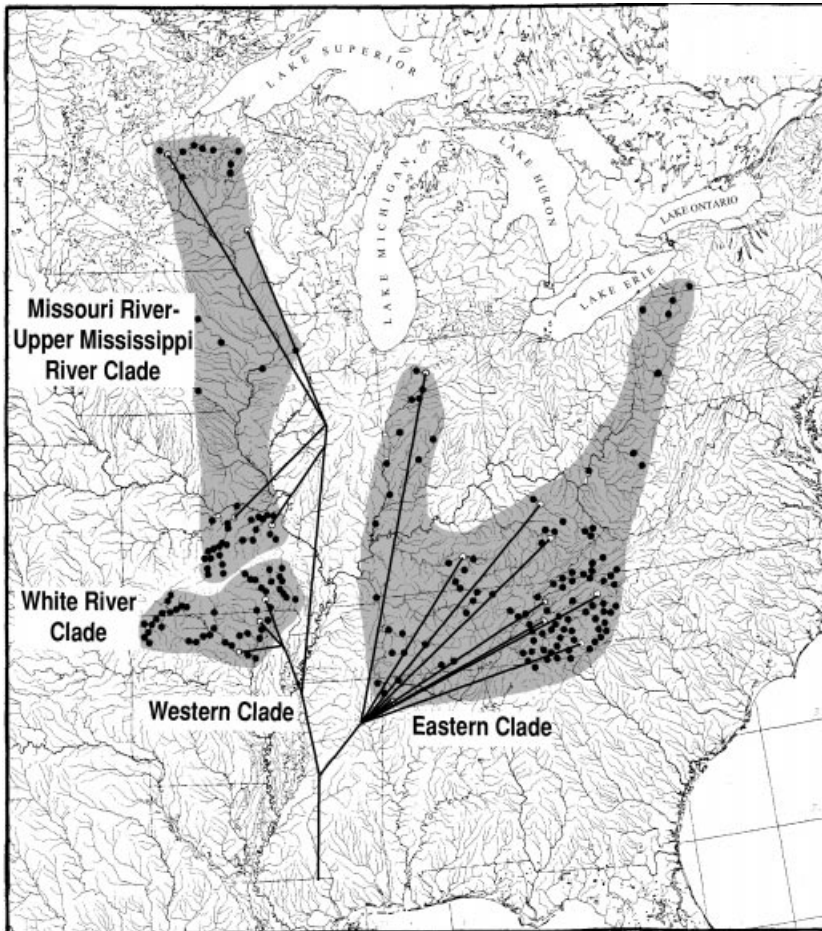 LAKE SUPERIOR
LAKE MICHIGAN
LAKE HURON
LAKE ONTARIO
LAKE ERIE
Missouri River-
Upper Mississippi
River Clade
White River
Clade
Western Clade
Eastern Clade